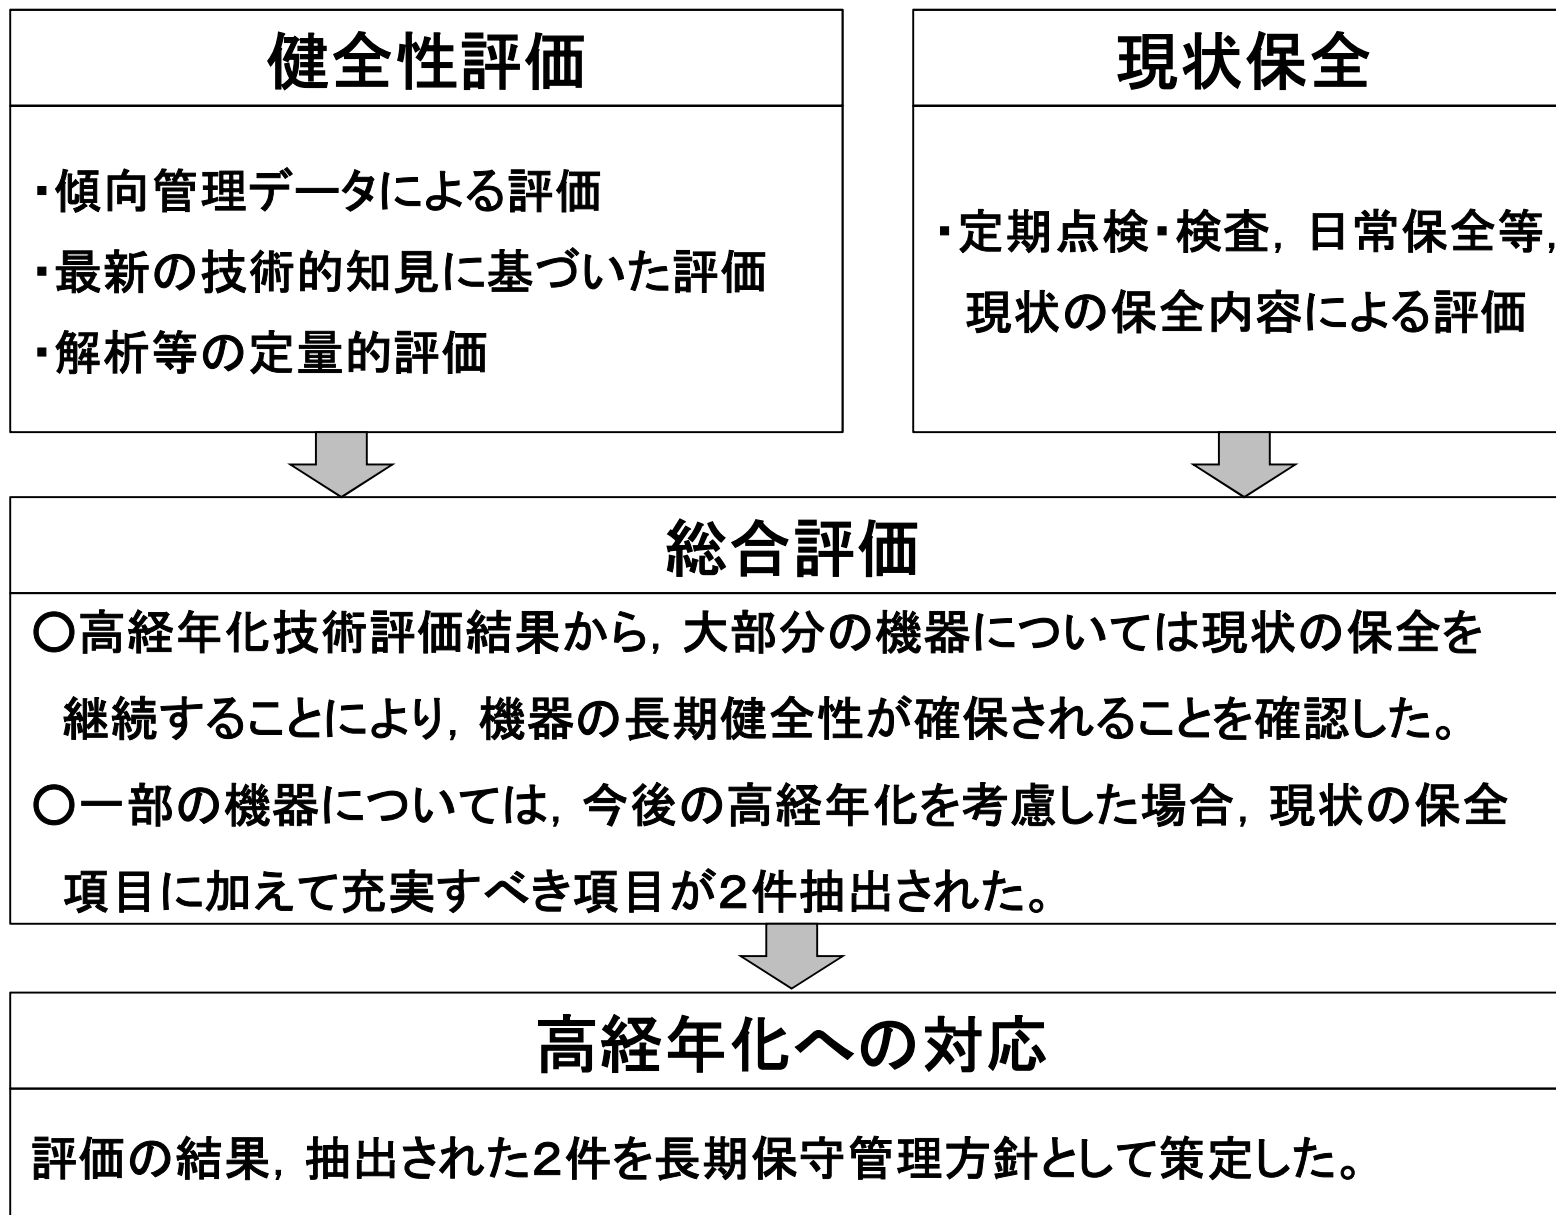 健全性評価
・傾向管理データによる評価
・最新の技術的知見に基づいた評価
・解析等の定量的評価
現状保全
・定期点検・検査，日常保全等，
現状の保全内容による評価
総合評価
○高経年化技術評価結果から，大部分の機器については現状の保全を
継続することにより，機器の長期健全性が確保されることを確認した。
○一部の機器については，今後の高経年化を考慮した場合，現状の保全
項目に加えて充実すべき項目が２件抽出された。
高経年化への対応
評価の結果，抽出された２件を長期保守管理方針として策定した。